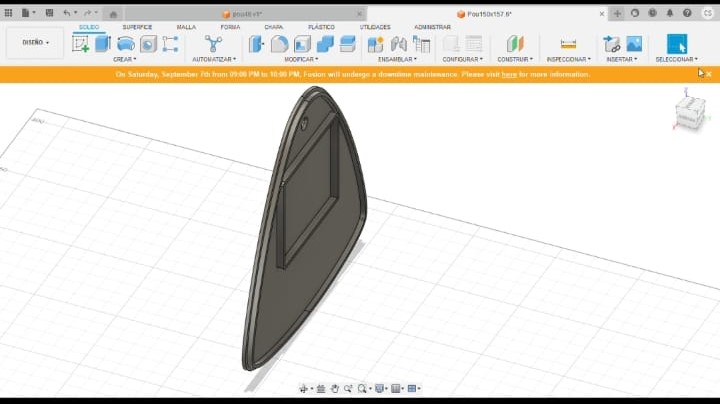 pou48 v1*
Pou150x157.6*
SÓLIDO SUPERFICIE MALLA FORMA CHAPA PLÁSTICO UTILIDADES ADMINISTRAR
DISEÑO
CREAR AUTOMATIZAR MODIFICAR ENSAMBLAR CONFIGURAR CONSTRUIR INSPECCIONAR INSERTAR SELECCIONAR
On Saturday, September 7th from 09:00 PM to 10:00 PM, Fusion will undergo a downtime maintenance. Please visit here for more information.
CS